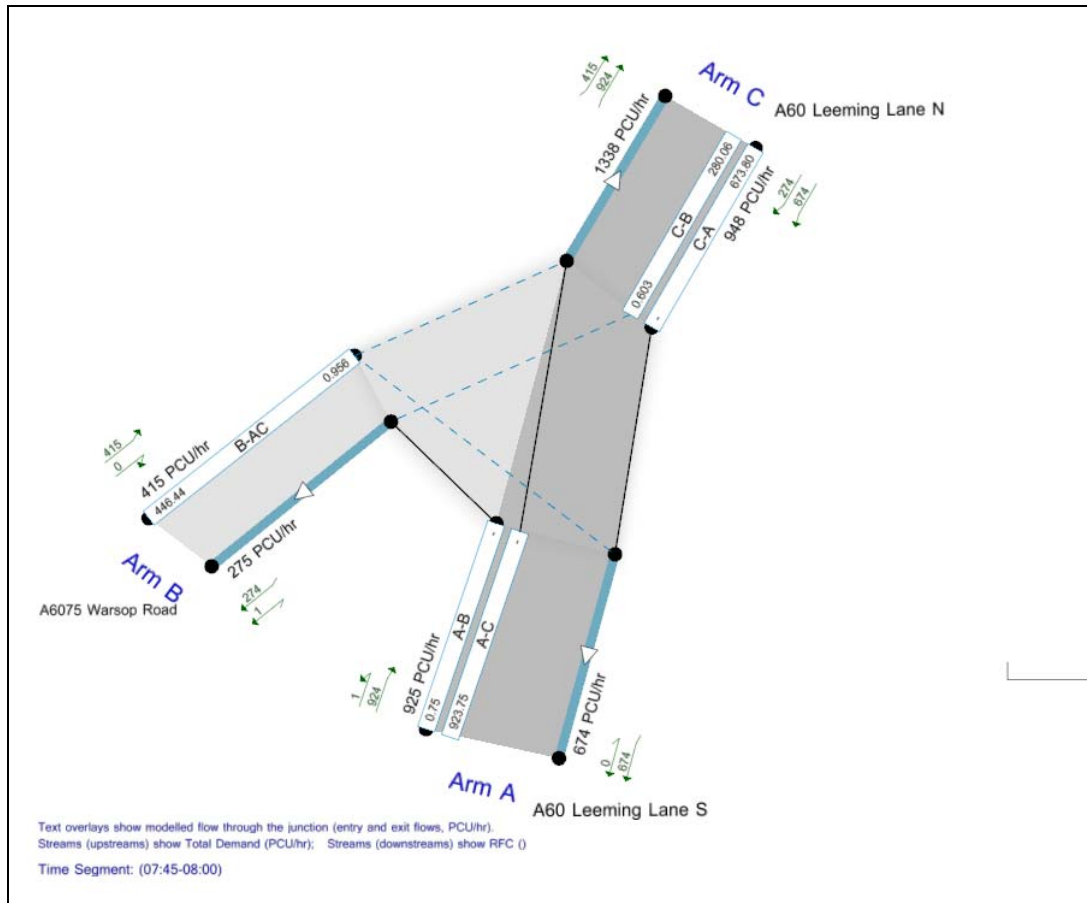 Arm C
A60 Leeming Lane N
415
924
1338 PCU/hr
280.06
673.80
C-B
C-A
948 PCU/hr
274
674
0.603
-
0.956
B-AC
446.44
415 PCU/hr
415
0
275 PCU/hr
Arm B
A6075 Warsop Road
274
1
-
-
A-B
A-C
925 PCU/hr
0.75
923.75
1
924
674 PCU/hr
0
674
Arm A
A60 Leeming Lane S
Text overlays show modelled flow through the junction (entry and exit flows, PCU/hr).
Streams (upstreams) show Total Demand (PCU/hr); Streams (downstreams) show RFC ()
Time Segment: (07:45-08:00)